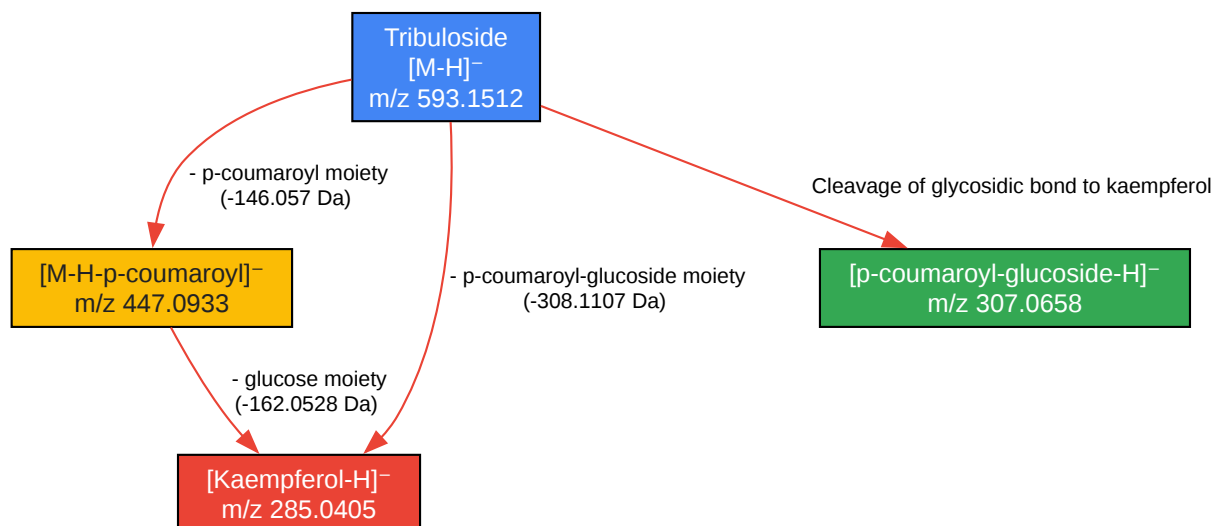 Tribuloside
[M-H]⁻
m/z 593.1512
- p-coumaroyl moiety
(-146.057 Da)
Cleavage of glycosidic bond to kaempferol
[M-H-p-coumaroyl]⁻
m/z 447.0933
- p-coumaroyl-glucoside moiety
(-308.1107 Da)
[p-coumaroyl-glucoside-H]⁻
m/z 307.0658
- glucose moiety
(-162.0528 Da)
[Kaempferol-H]⁻
m/z 285.0405